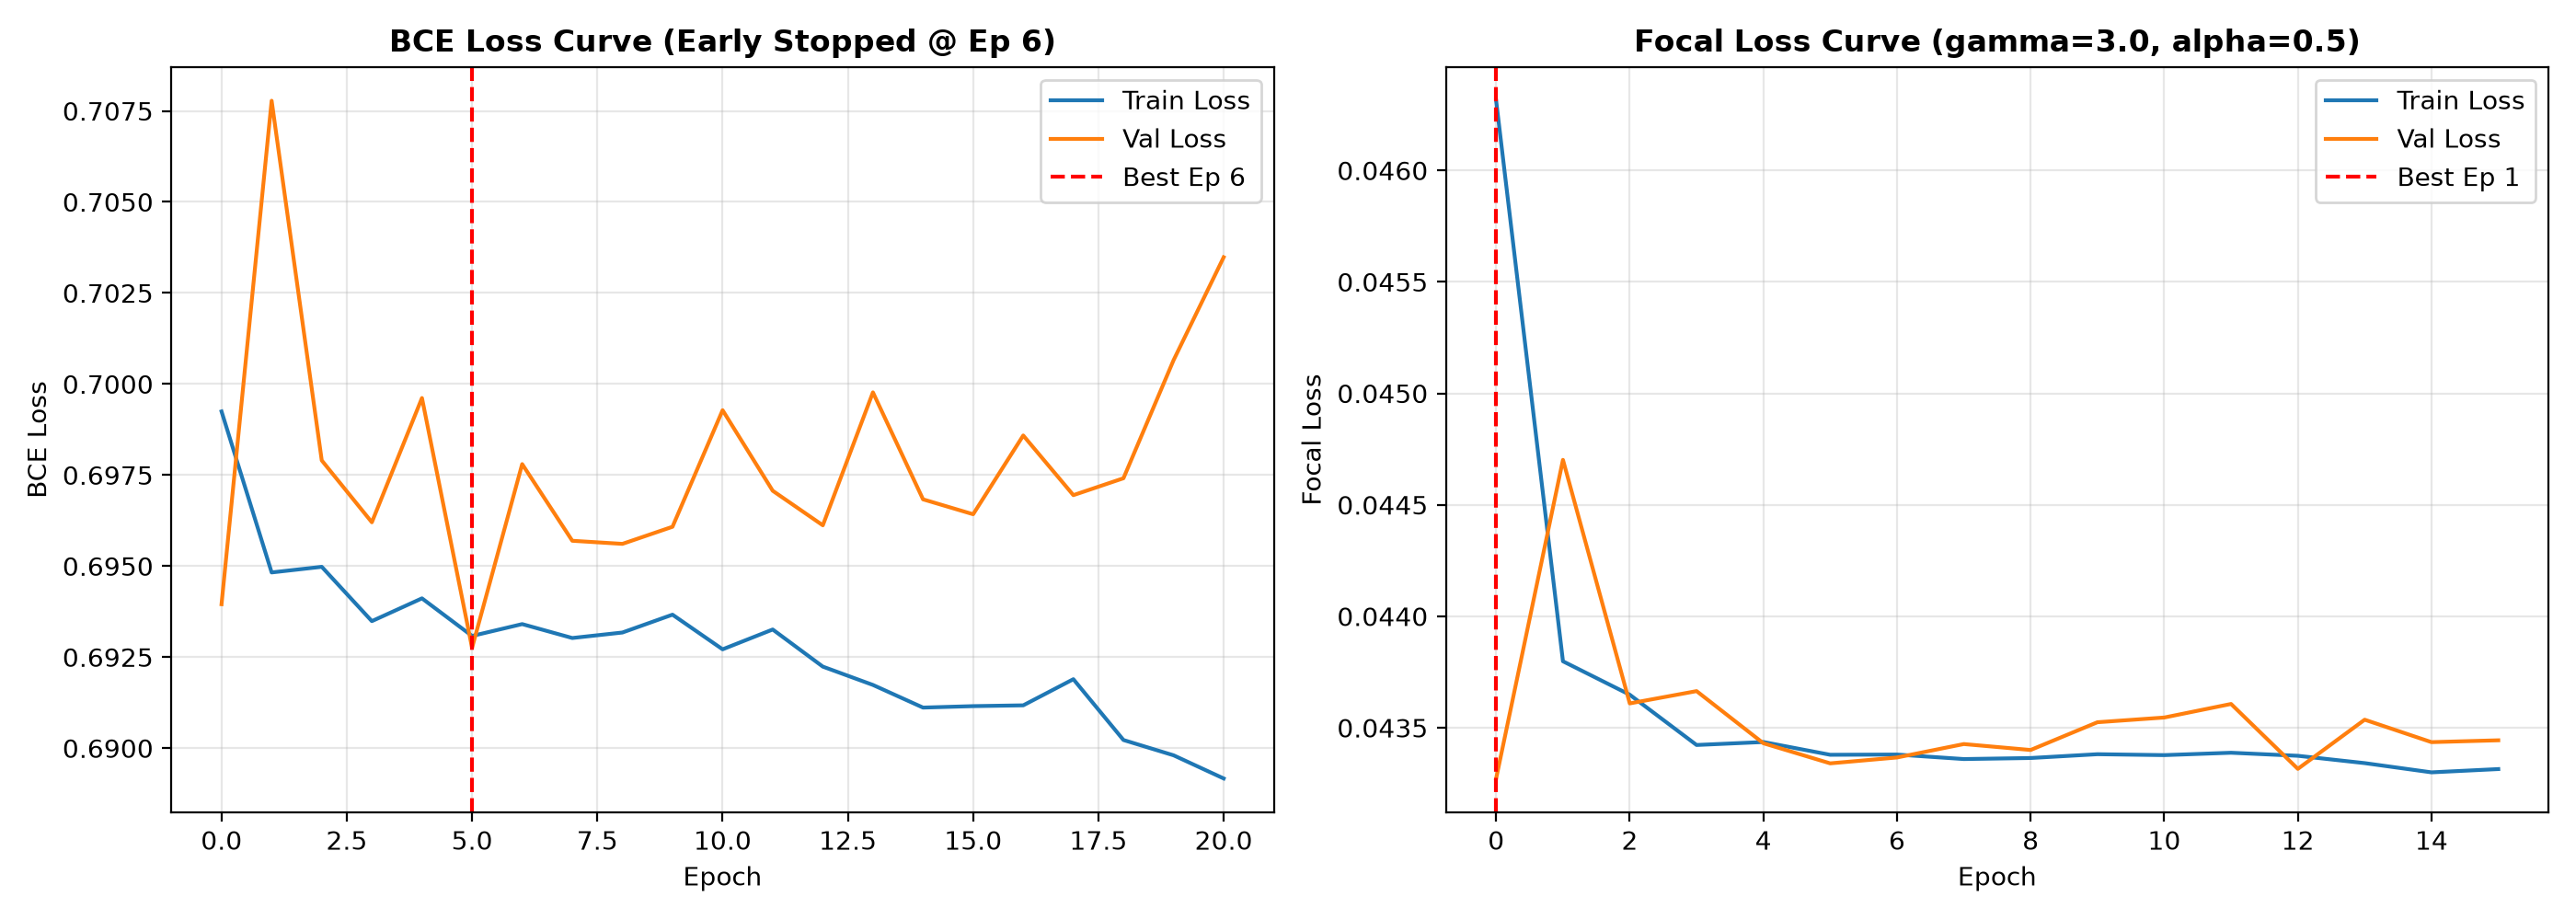 BCE Loss Curve (Early Stopped @ Ep 6)
BCE Loss
0.7075
0.7050
0.7025
0.7000
0.6975
0.6950
0.6925
0.6900
Train Loss
Val Loss
Best Ep 6
0.0 2.5 5.0 7.5 10.0 12.5 15.0 17.5 20.0
Epoch
Focal Loss Curve (gamma=3.0, alpha=0.5)
Focal Loss
0.0460
0.0455
0.0450
0.0445
0.0440
0.0435
Train Loss
Val Loss
Best Ep 1
0 2 4 6 8 10 12 14
Epoch